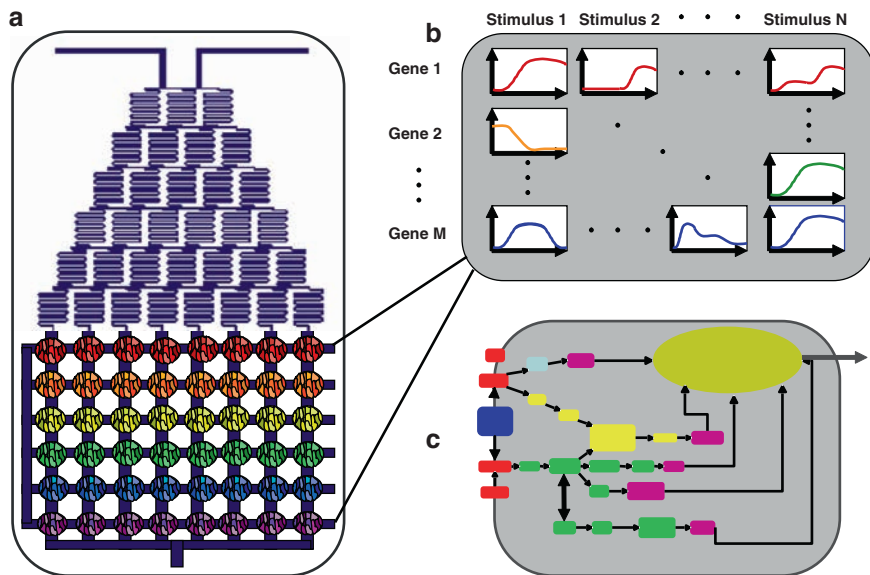 a
b
Stimulus 1 Stimulus 2 Stimulus N
Gene 1
Gene 2
Gene M
c